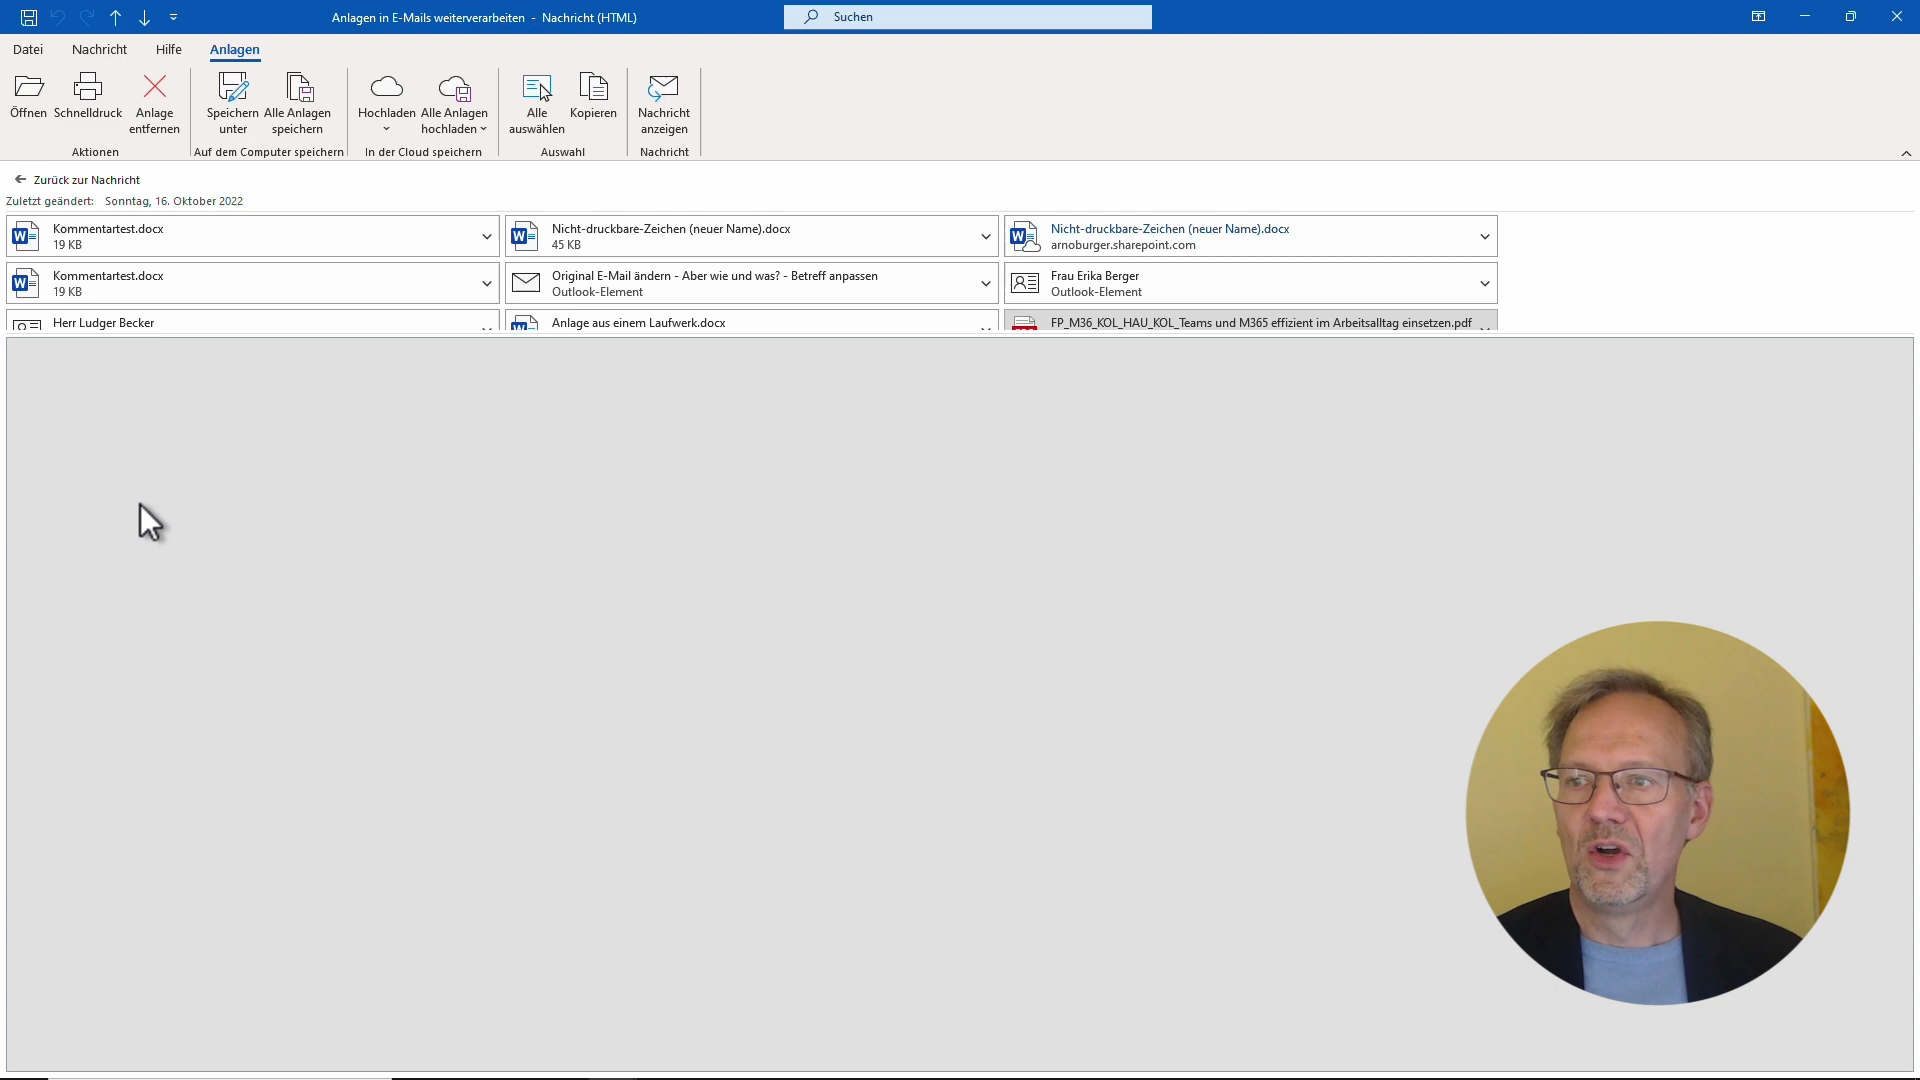 Anlagen in E-Mails weiterverarbeiten - Nachricht (HTML)
Suchen
Datei Nachricht Hilfe Anlagen
Öffnen
Schnelldruck
Anlage
entfernen
Aktionen
Speichern
unter
Alle Anlagen
speichern
Auf dem Computer speichern
Hochladen
Alle Anlagen
hochladen
In der Cloud speichern
Alle
auswählen
Kopieren
Auswahl
Nachricht
anzeigen
Nachricht
Zurück zur Nachricht
Zuletzt geändert: Sonntag, 16. Oktober 2022
Kommentartest.docx
19 KB
Nicht-druckbare-Zeichen (neuer Name).docx
45 KB
Nicht-druckbare-Zeichen (neuer Name).docx
arnoburger.sharepoint.com
Kommentartest.docx
19 KB
Original E-Mail ändern - Aber wie und was? - Betreff anpassen
Outlook-Element
Frau Erika Berger
Outlook-Element
Herr Ludger Becker
Anlage aus einem Laufwerk.docx
FP_M36_KOL_HAU_KOL_Teams und M365 effizient im Arbeitsalltag einsetzen.pdf